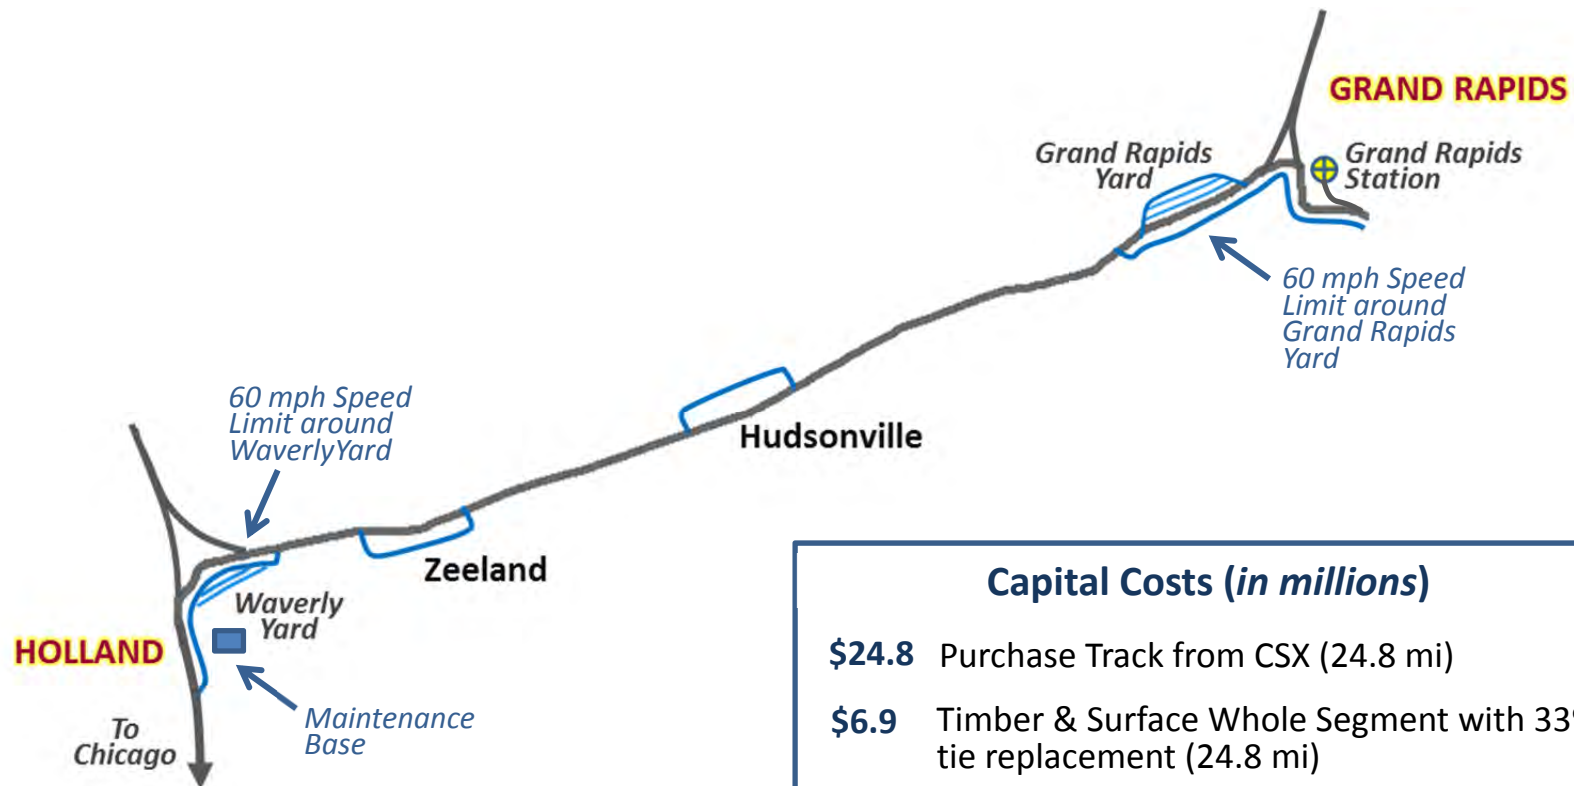 GRAND RAPIDS
Grand Rapids
Yard
Grand Rapids
Station
60 mph Speed
Limit around
Grand Rapids
Yard
60 mph Speed
Limit around
WaverlyYard
Hudsonville
Zeeland
Waverly
Yard
HOLLAND
Maintenance
Base
To
Chicago
Capital Costs (in millions)
$24.8 Purchase Track from CSX (24.8 mi)
$6.9 Timber & Surface Whole Segment with 33
tie replacement (24.8 mi)